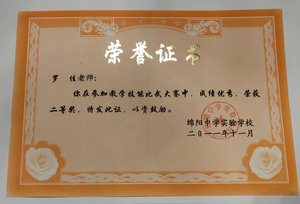 荣誉证书
罗 佳老师:
你在参加教学技能比武大赛中，成绩优秀，荣获
二等奖，特发此证，以资鼓励。
绵阳中学实验学校
二〇一一年十一月